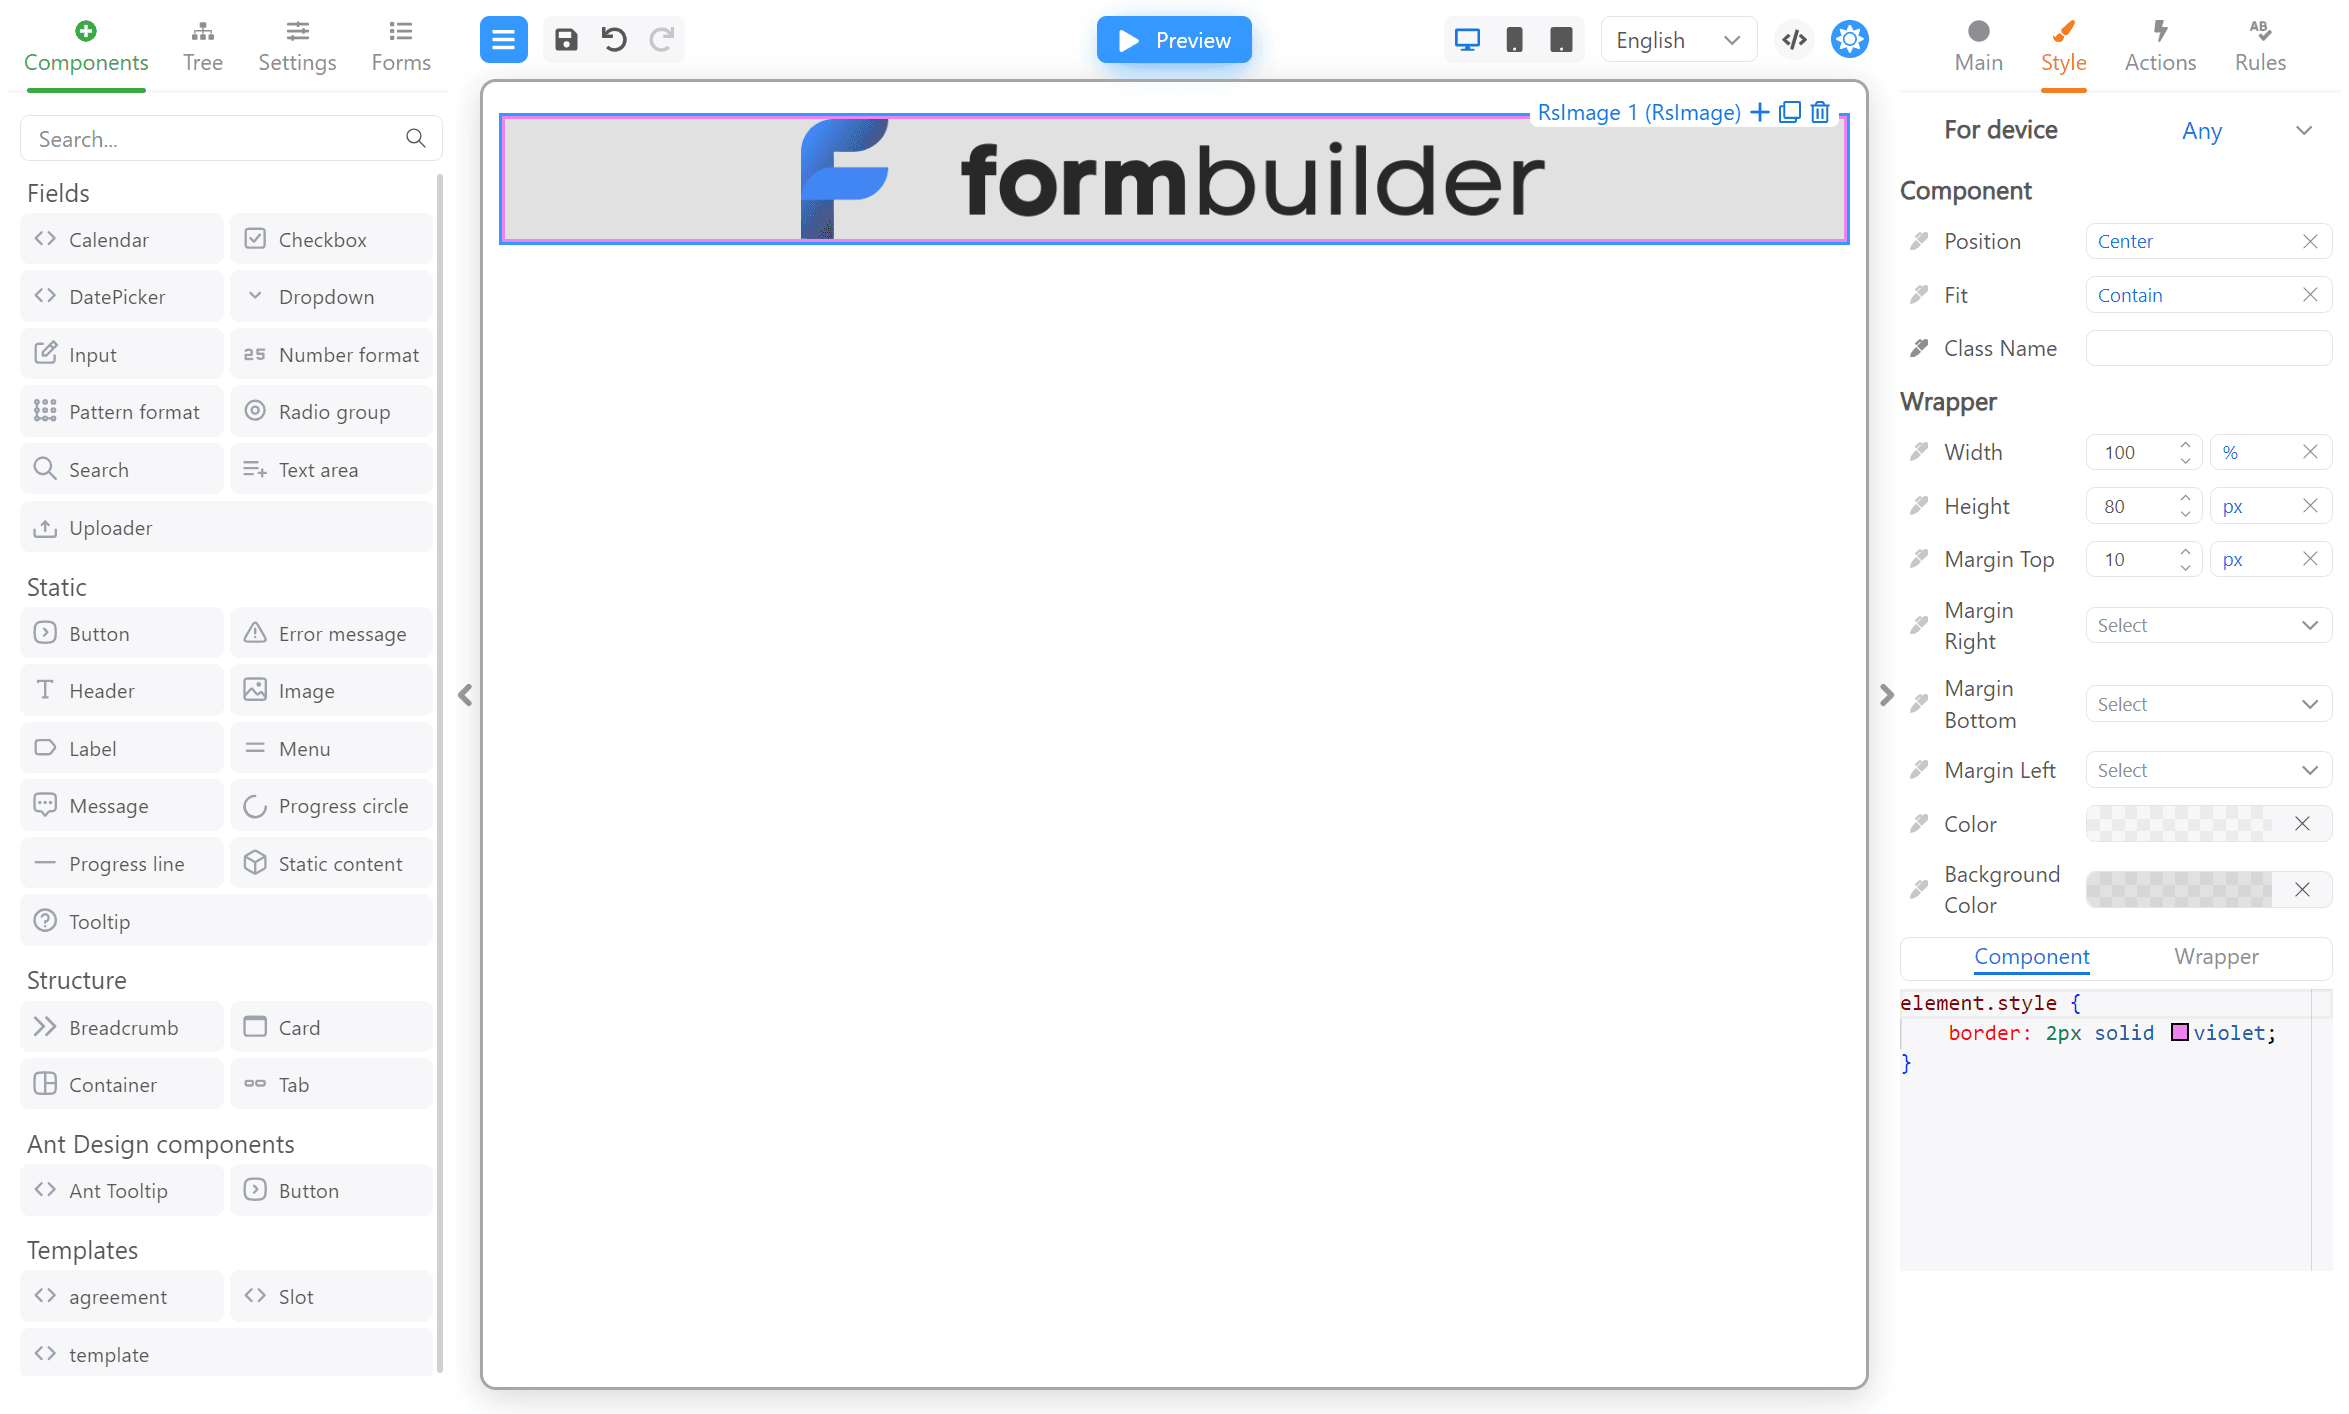 Components
Tree
Settings
Forms
Preview
English
Main
Style
Actions
Rules
Search...
Fields
Calendar
Checkbox
DatePicker
Dropdown
Input
25 Number format
Pattern format
Radio group
Search
Text area
Uploader
Static
Button
Error message
Header
Image
Label
Menu
Message
Progress circle
Progress line
Static content
Tooltip
Structure
Breadcrumb
Card
Container
Tab
Ant Design components
Ant Tooltip
Button
Templates
agreement
Slot
template
RsImage 1 (RsImage)
formbuilder
For device
Any
Component
Position
Center
Fit
Contain
Class Name
Wrapper
Width
100
%
Height
80
px
Margin Top
10
px
Margin
Right
Select
Margin
Bottom
Select
Margin Left
Select
Color
Background
Color
Component
Wrapper
element.style {
border: 2px solid violet;
}